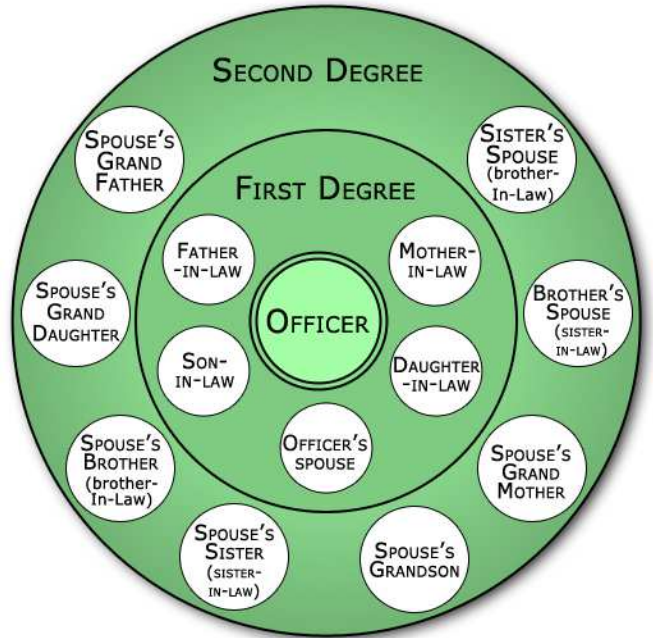 SECOND DEGREE
SPOUSE'S
GRAND
FATHER
SISTER'S
SPOUSE
(brother-
In-Law)
FIRST DEGREE
FATHER
-IN-LAW
MOTHER-
IN-LAW
OFFICER
SPOUSE'S
GRAND
DAUGHTER
BROTHER'S
SPOUSE
(SISTER-
IN-LAW)
SON-
IN-LAW
DAUGHTER
-IN-LAW
OFFICER'S
SPOUSE
SPOUSE'S
BROTHER
(brother-
In-Law)
SPOUSE'S
GRAND
MOTHER
SPOUSE'S
SISTER
(SISTER-
IN-LAW)
SPOUSE'S
GRANDSON